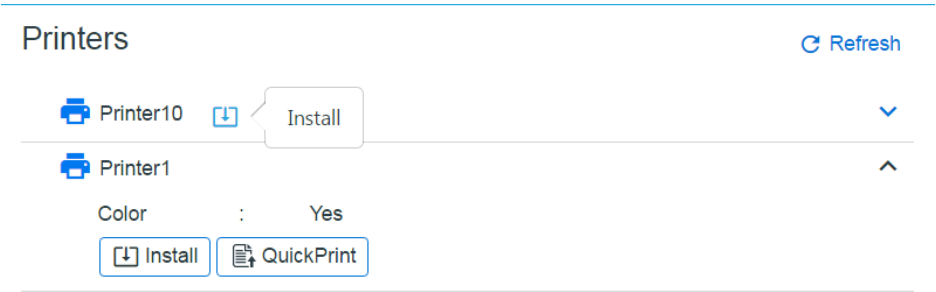 Printers
Refresh
Printer10 Install
Printer1
Color : Yes
Install QuickPrint